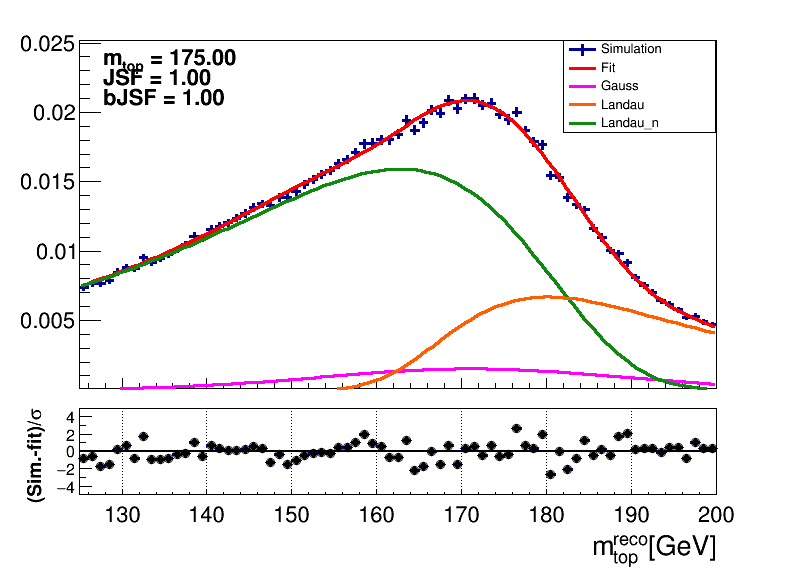 0.025
0.02
0.015
0.01
0.005
m_top = 175.00
JSF = 1.00
bJSF = 1.00
Simulation
Fit
Gauss
Landau
Landau_n
(Sim.-fit)/σ
4
2
0
−2
−4
130 140 150 160 170 180 190 200
m_top^reco[GeV]